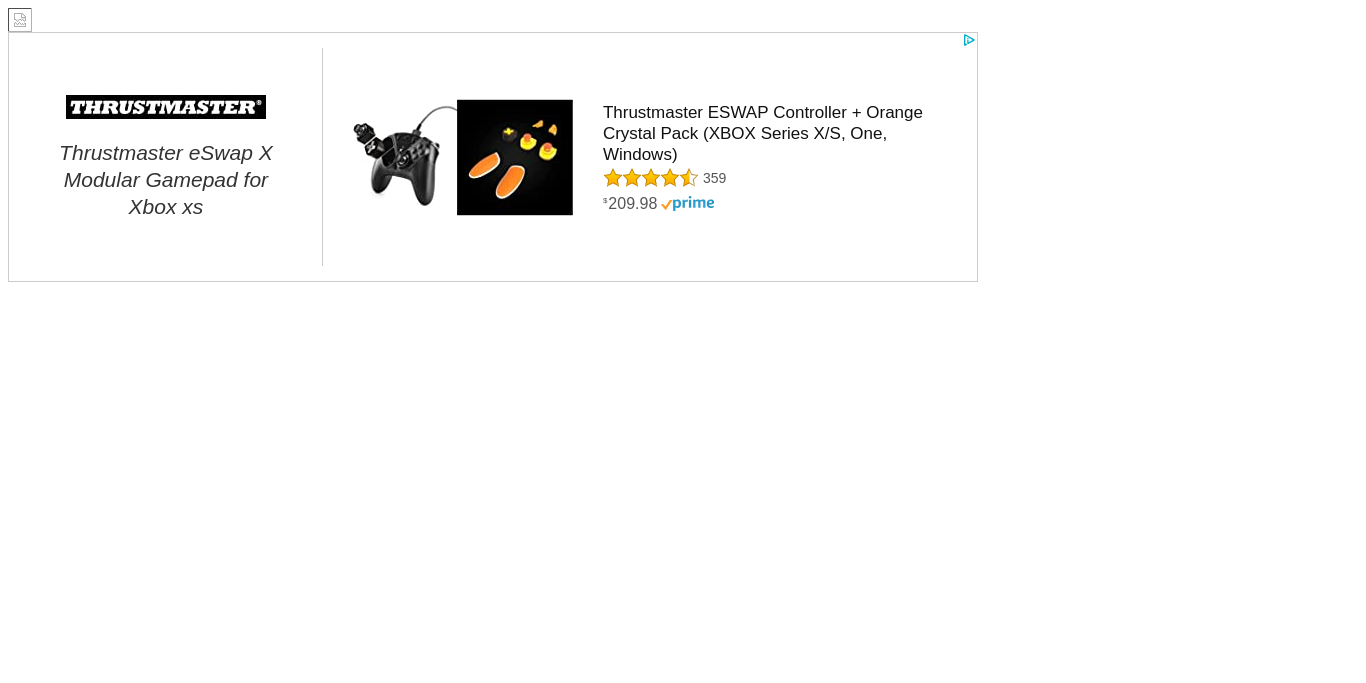 THRUSTMASTER®
Thrustmaster eSwap X
Modular Gamepad for
Xbox xs
Thrustmaster ESWAP Controller + Orange
Crystal Pack (XBOX Series X/S, One,
Windows)
359
$209.98 prime